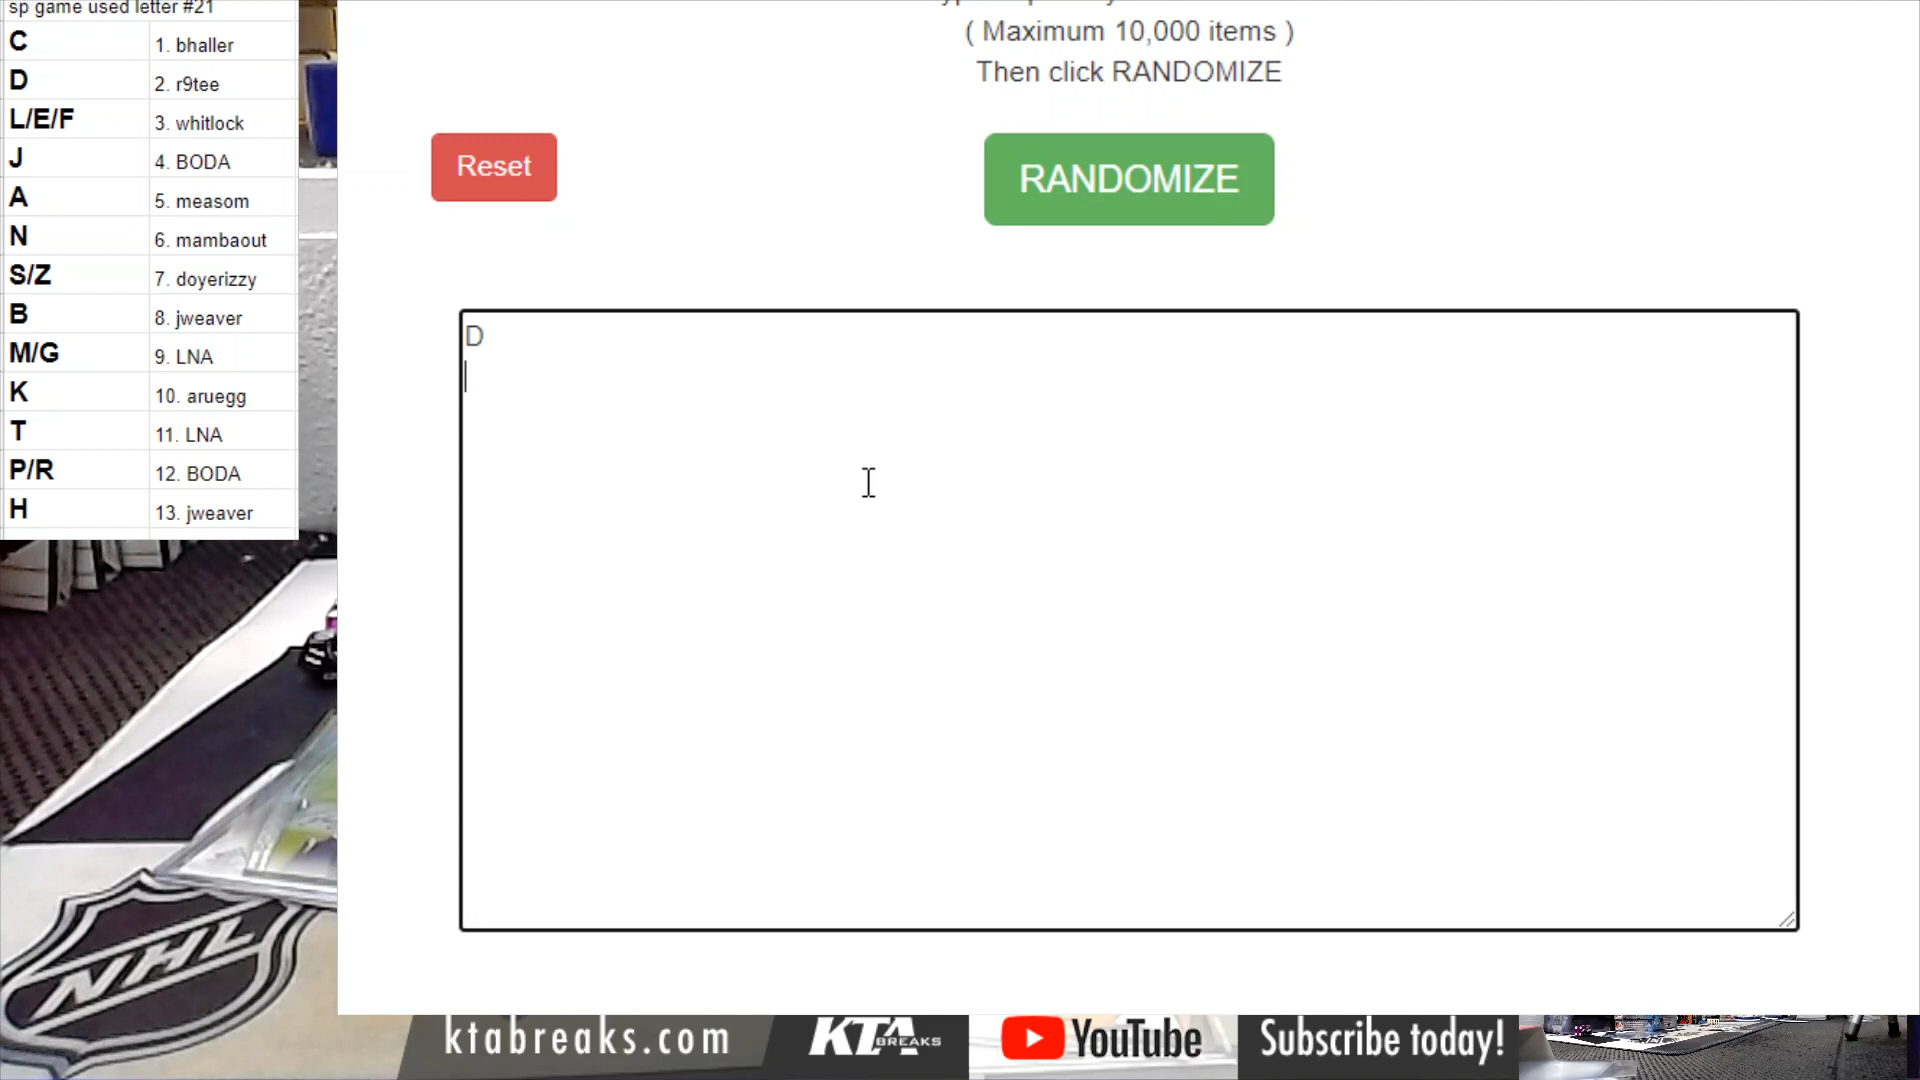 sp game used letter #21
C 1. bhaller
D 2. r9tee
L/E/F 3. whitlock
J 4. BODA
A 5. measom
N 6. mambaout
S/Z 7. doyerizzy
B 8. jweaver
M/G 9. LNA
K 10. aruegg
T 11. LNA
P/R 12. BODA
H 13. jweaver
( Maximum 10,000 items )
Then click RANDOMIZE
Reset
RANDOMIZE
D
NHL
ktabreaks.com
KTA BREAKS
YouTube
Subscribe today!